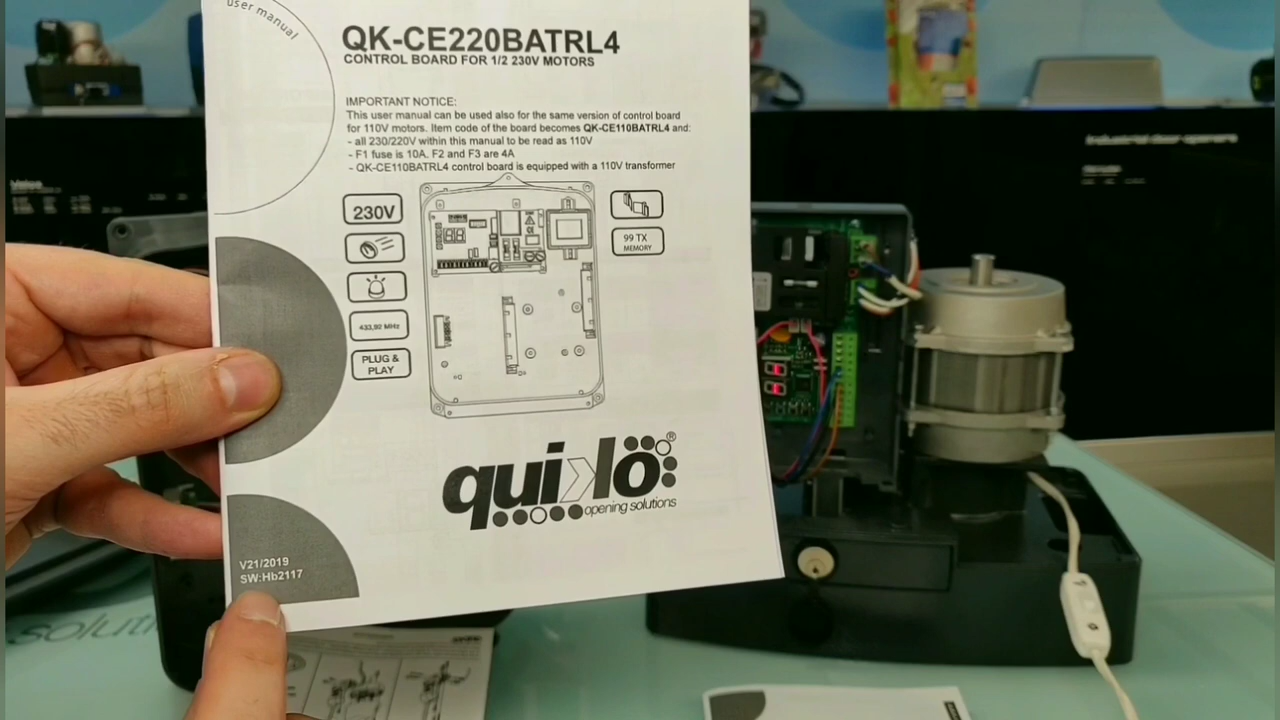 user manual
QK-CE220BATRL4
CONTROL BOARD FOR 1/2 230V MOTORS
IMPORTANT NOTICE:
This user manual can be used also for the same version of control board
for 110V motors. Item code of the board becomes QK-CE110BATRL4 and:
- all 230/220V within this manual to be read as 110V
- F1 fuse is 10A. F2 and F3 are 4A
- QK-CE110BATRL4 control board is equipped with a 110V transformer
230V
99 TX
MEMORY
433,92 MHz
PLUG &
PLAY
quiko®
opening solutions
V21/2019
SW:Hb2117
Industrial door openers